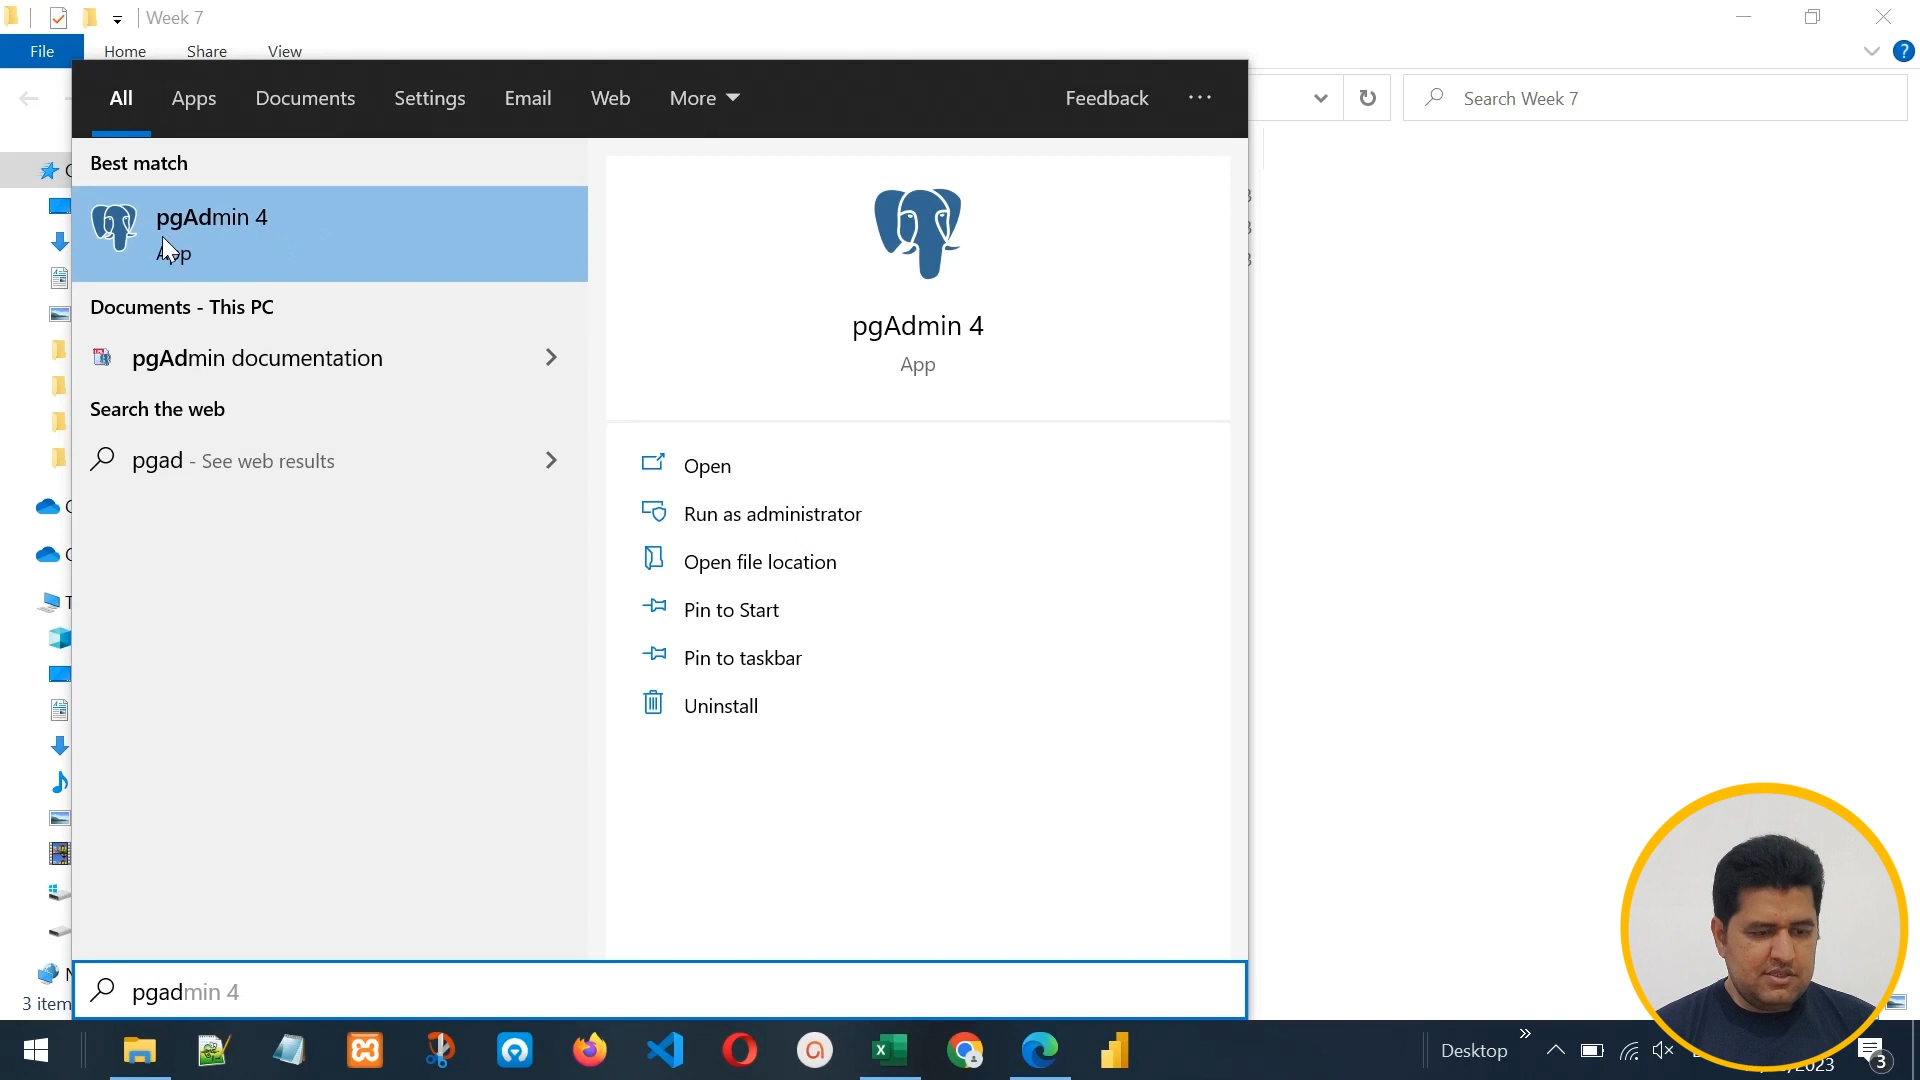 Week 7
File Home Share View
All Apps Documents Settings Email Web More Feedback
Search Week 7
Best match
pgAdmin 4
App
Documents - This PC
pgAdmin documentation
Search the web
pgad - See web results
pgAdmin 4
App
Open
Run as administrator
Open file location
Pin to Start
Pin to taskbar
Uninstall
3 item
pgadmin 4
Desktop
3